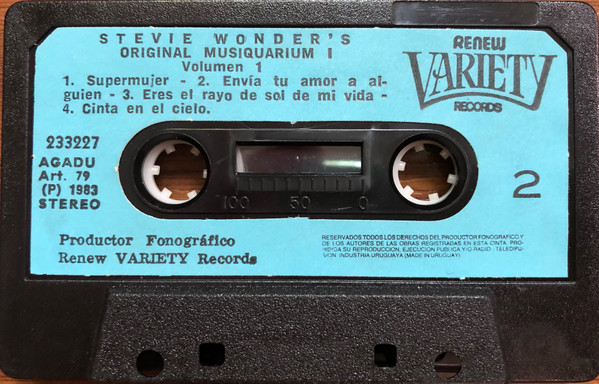 STEVIE WONDER'S
ORIGINAL MUSIQUARIUM I
Volumen 1
1. Supermujer - 2. Envía tu amor a al-
guien - 3. Eres el rayo de sol de mi vida -
4. Cinta en el cielo.
RENEW
VARIETY
RECORDS
233227
AGADU
Art. 79
(P) 1983
STEREO
100 50 0
2
Productor Fonográfico
Renew VARIETY Records
RESERVADOS TODOS LOS DERECHOS DEL PRODUCTOR FONOGRAFICO Y
DE LOS AUTORES DE LAS OBRAS REGISTRADAS EN ESTA CINTA. PRO-
HIBIDA SU REPRODUCCION, EJECUCION PUBLICA Y/O RADIO - TELEDIFU-
SION. INDUSTRIA URUGUAYA (MADE IN URUGUAY)